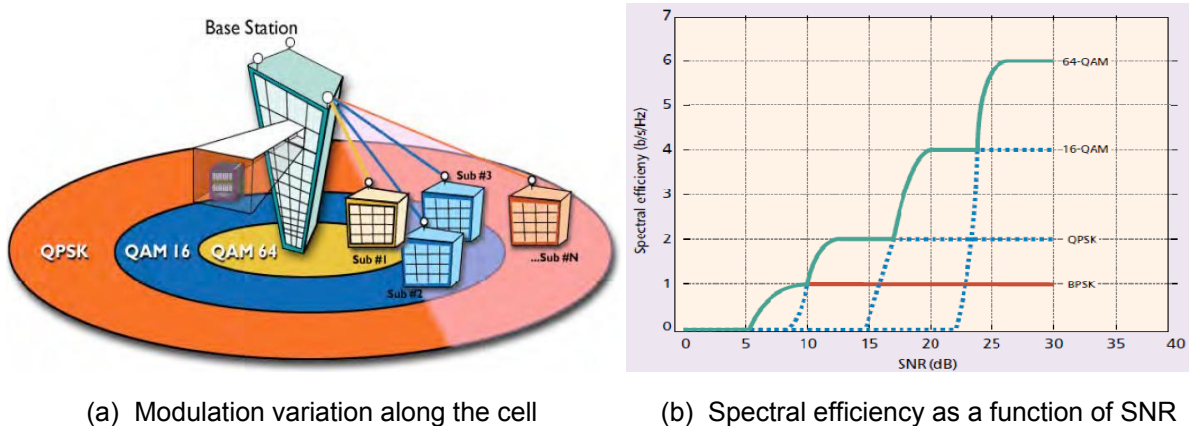 Base Station
Sub #3
QPSK
QAM 16
QAM 64
Sub #1
...Sub #N
Sub #2
(a) Modulation variation along the cell
7
6
5
4
3
2
1
0
Spectral efficieny (b/s/Hz)
64-QAM
16-QAM
QPSK
BPSK
0 5 10 15 20 25 30 35 40
SNR (dB)
(b) Spectral efficiency as a function of SNR